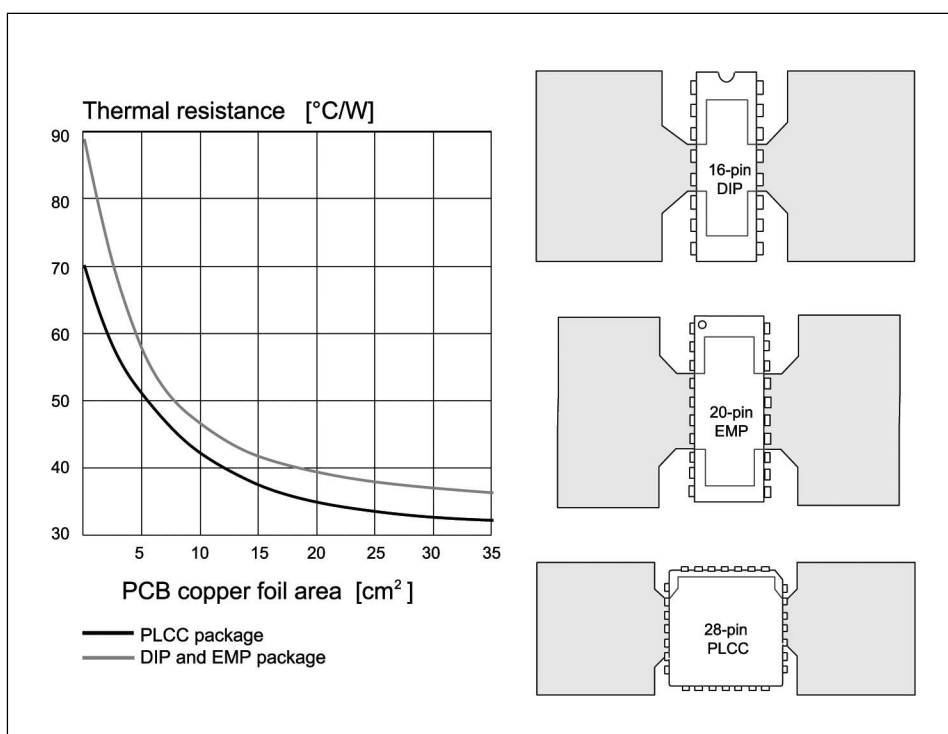 Thermal resistance [°C/W]
90
80
70
60
50
40
30
5 10 15 20 25 30 35
PCB copper foil area [cm²]
PLCC package
DIP and EMP package
16-pin
DIP
20-pin
EMP
28-pin
PLCC